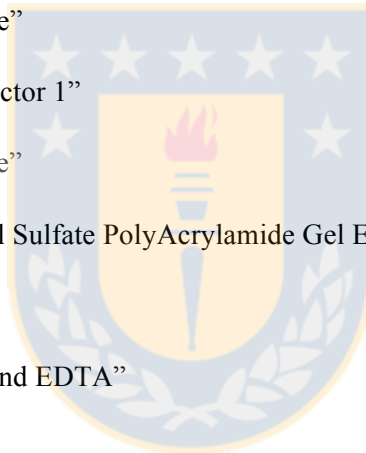 e”
ctor 1”
e”
l Sulfate PolyAcrylamide Gel E
nd EDTA”